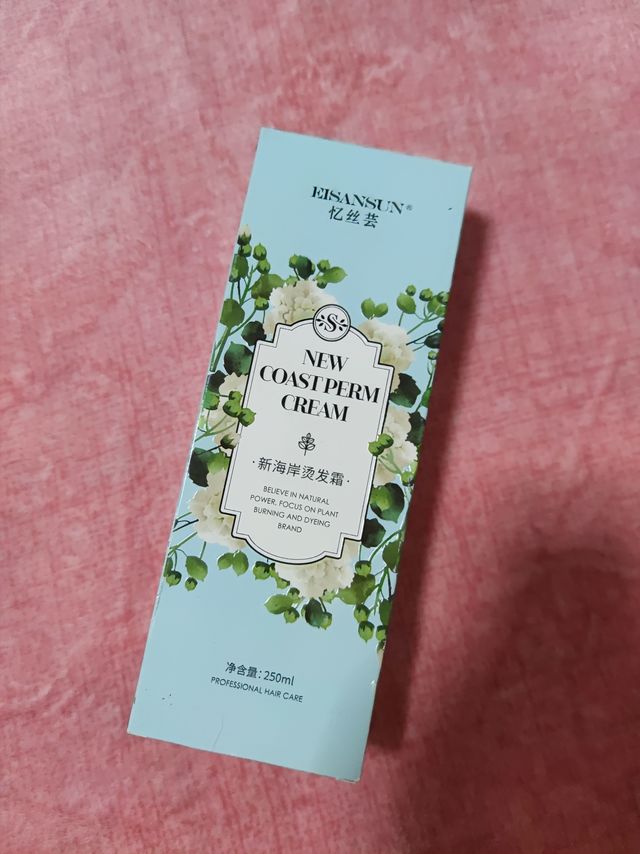 EISANSUN®
忆丝芸
S
NEW
COAST PERM
CREAM
·新海岸烫发霜·
BELIEVE IN NATURAL
POWER, FOCUS ON PLANT
BURNING AND DYEING
BRAND
净含量:250ml
PROFESSIONAL HAIR CARE